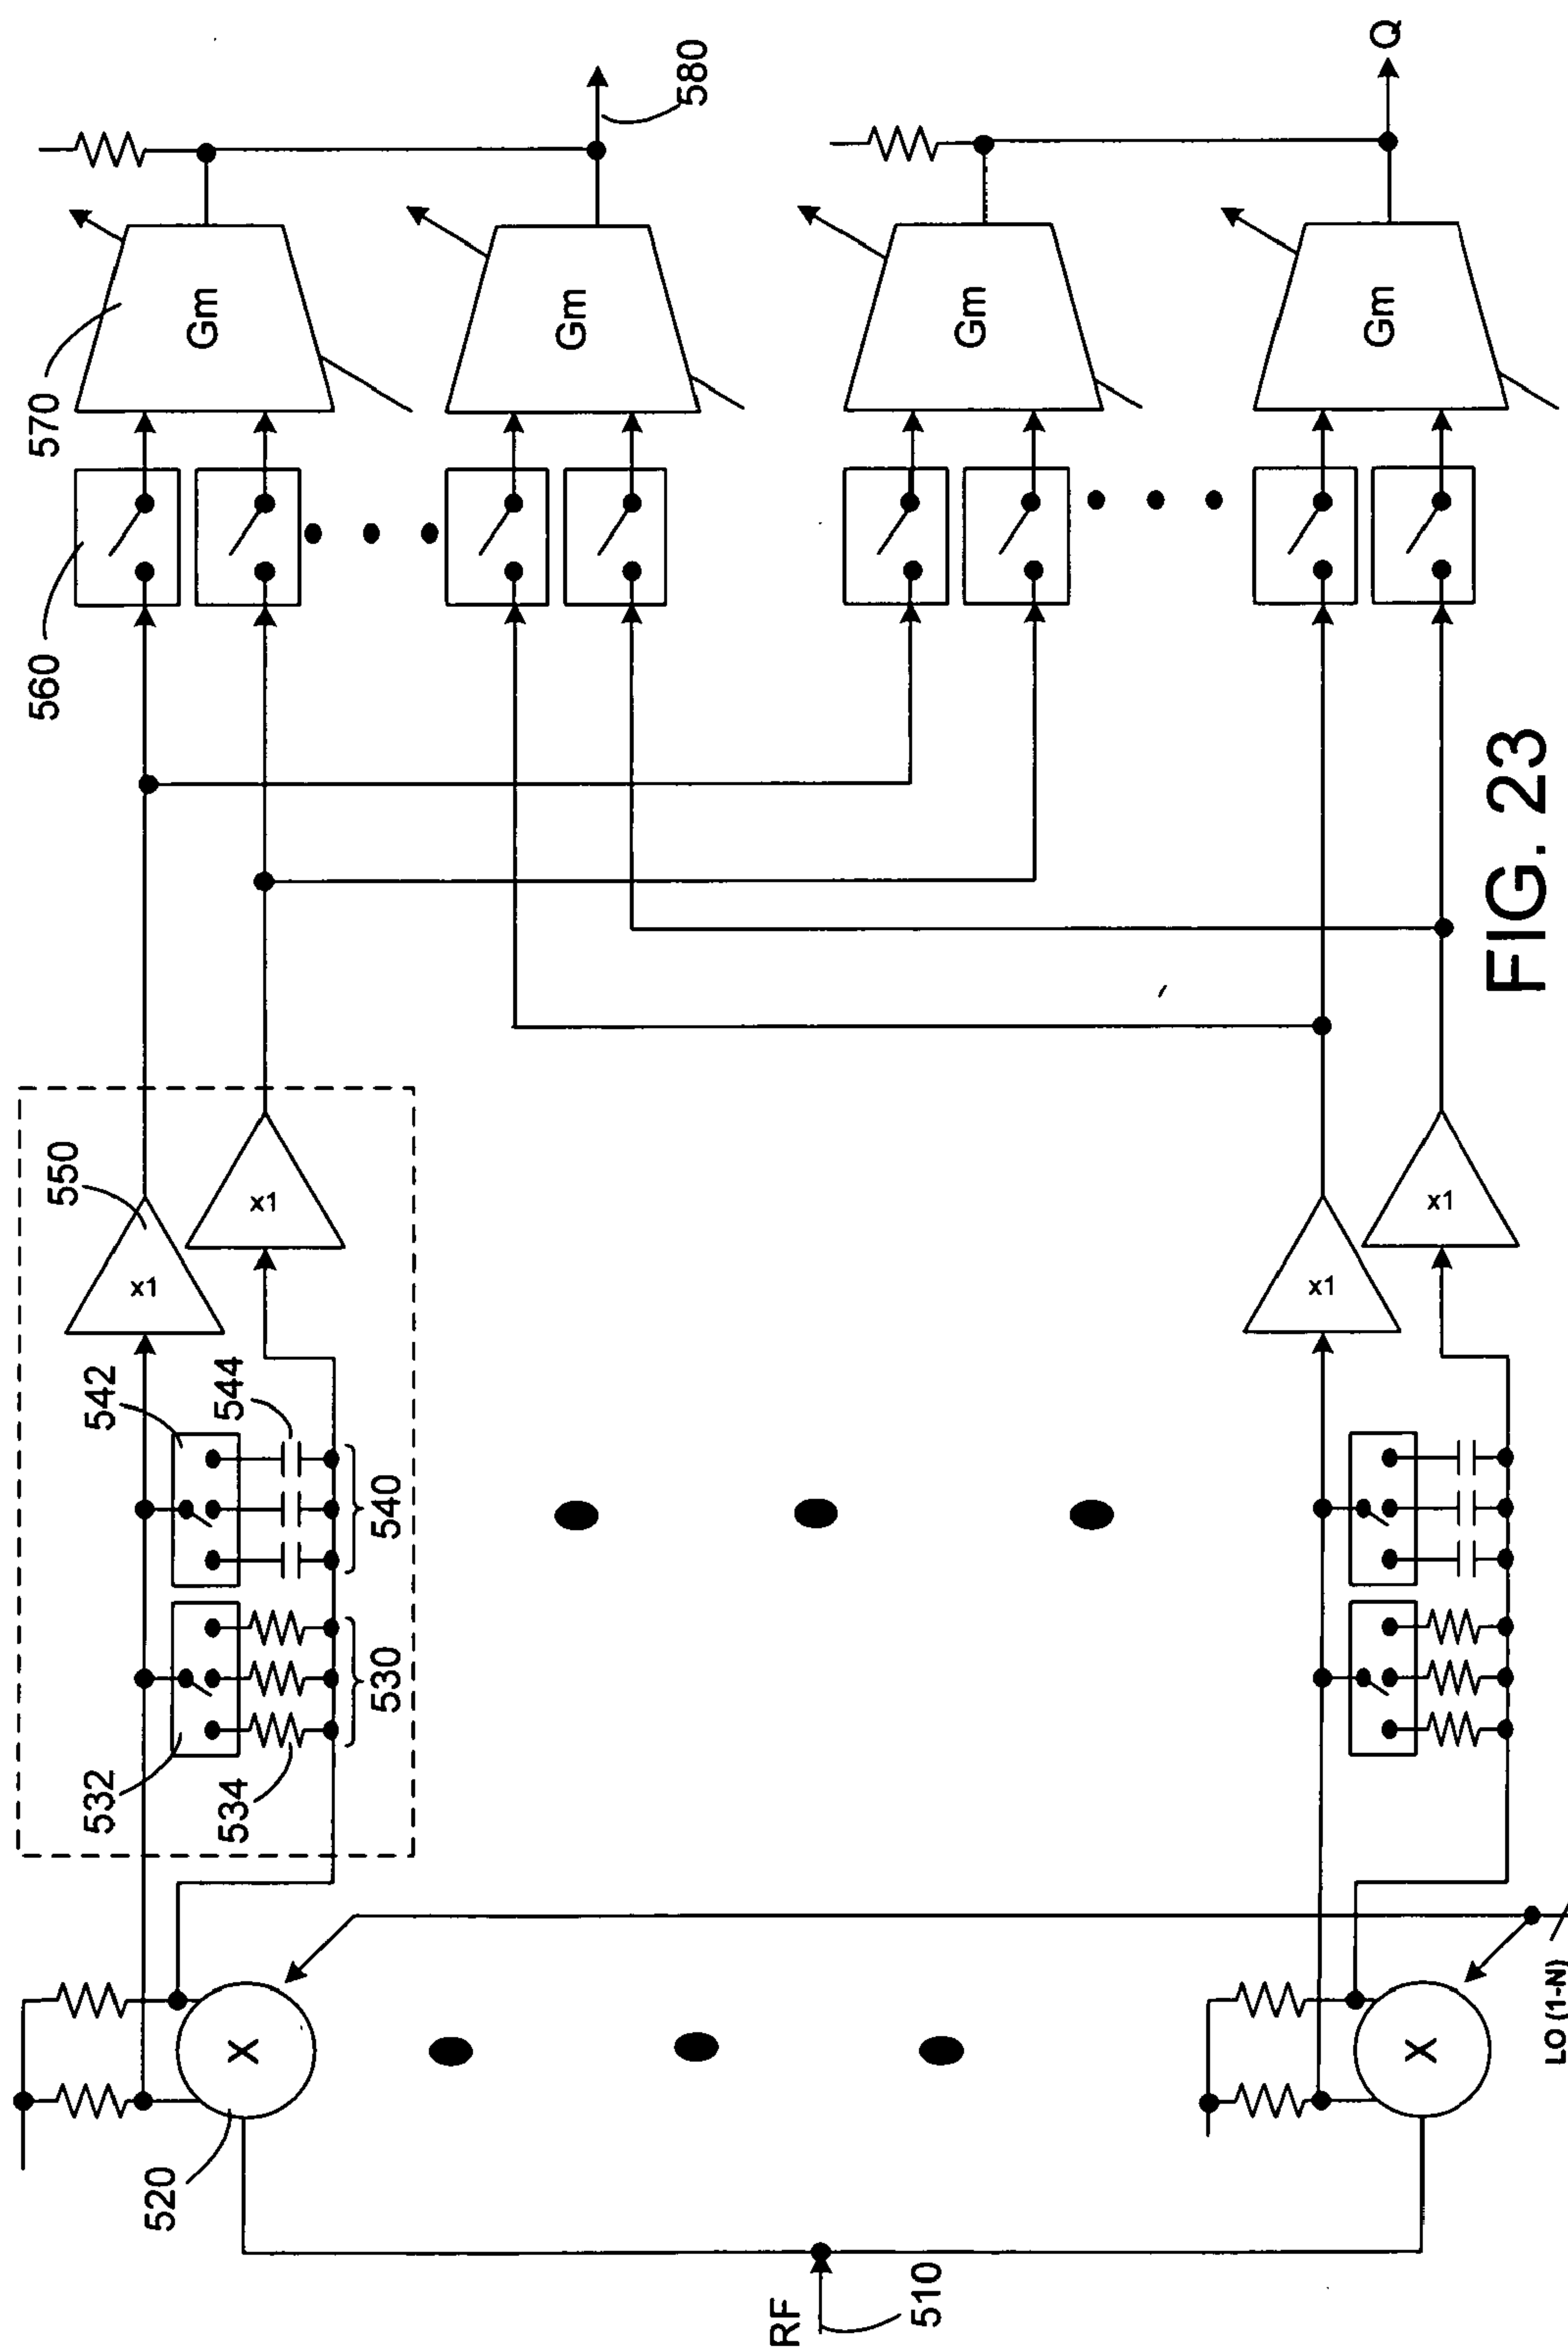 RF
510
520
532
534
530
542
544
540
550
560
570
580
X
x1
x1
Gm
Gm
Gm
Gm
Q
X
x1
x1
LO (1-N)
FIG. 23